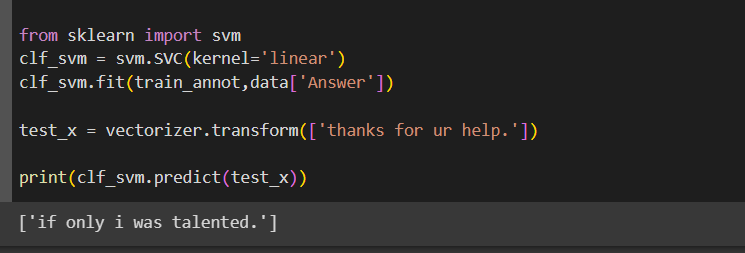 from sklearn import svm
clf_svm = svm.SVC(kernel='linear')
clf_svm.fit(train_annot,data['Answer'])
test_x = vectorizer.transform(['thanks for ur help.'])
print(clf_svm.predict(test_x))
['if only i was talented.']